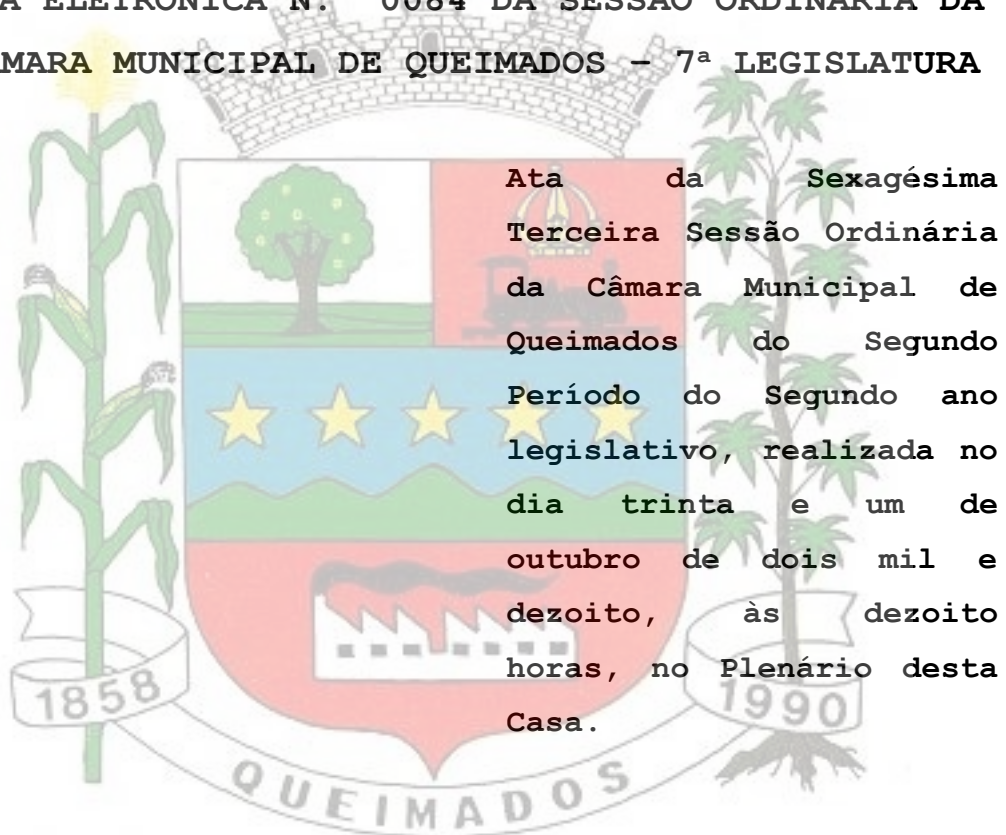 A ELETRÔNICA N.º 0084 DA SESSÃO ORDINÁRIA DA
MARA MUNICIPAL DE QUEIMADOS – 7ª LEGISLATURA
Ata da Sexagésima
Terceira Sessão Ordinária
da Câmara Municipal de
Queimados do Segundo
Período do Segundo ano
legislativo, realizada no
dia trinta e um de
outubro de dois mil e
dezoito, às dezoito
horas, no Plenário desta
Casa.
1858
1990
QUEIMADOS